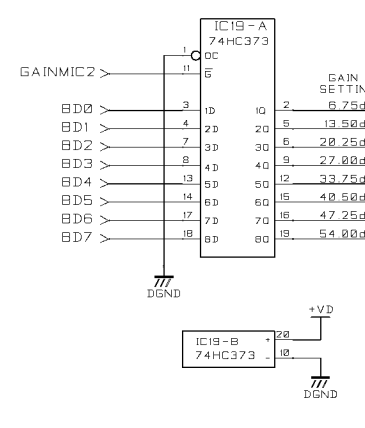 IC19-A
74HC373
1 OC
GAINMIC2 11 G
GAIN
SETTIN
BD0 3 1D 1Q 2 6.75d
BD1 4 2D 2Q 5 13.50d
BD2 7 3D 3Q 6 20.25d
BD3 8 4D 4Q 9 27.00d
BD4 13 5D 5Q 12 33.75d
BD5 14 6D 6Q 15 40.50d
BD6 17 7D 7Q 16 47.25d
BD7 18 8D 8Q 19 54.00d
DGND
+VD
IC19-B + 20
74HC373 - 10
DGND